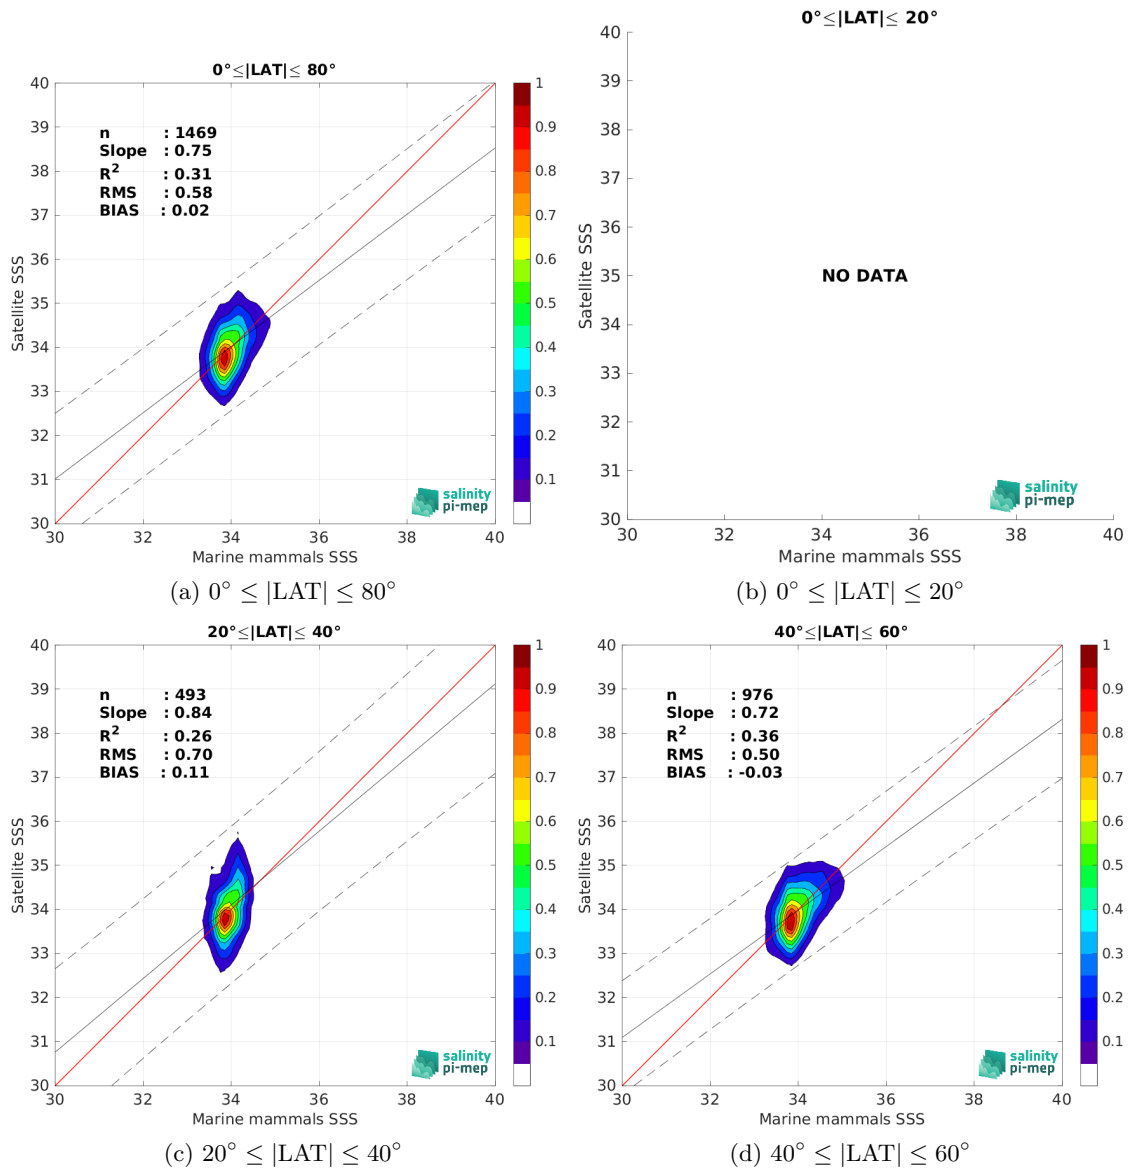 0°≤|LAT|≤ 80°
40
39
38
37
36
35
34
33
32
31
30
Satellite SSS
n : 1469
Slope : 0.75
R² : 0.31
RMS : 0.58
BIAS : 0.02
salinity
pi-mep
30 32 34 36 38 40
Marine mammals SSS
1
0.9
0.8
0.7
0.6
0.5
0.4
0.3
0.2
0.1
(a) 0° ≤ |LAT| ≤ 80°
0°≤|LAT|≤ 20°
40
39
38
37
36
35
34
33
32
31
30
Satellite SSS
NO DATA
salinity
pi-mep
30 32 34 36 38 40
Marine mammals SSS
(b) 0° ≤ |LAT| ≤ 20°
20°≤|LAT|≤ 40°
40
39
38
37
36
35
34
33
32
31
30
Satellite SSS
n : 493
Slope : 0.84
R² : 0.26
RMS : 0.70
BIAS : 0.11
salinity
pi-mep
30 32 34 36 38 40
Marine mammals SSS
1
0.9
0.8
0.7
0.6
0.5
0.4
0.3
0.2
0.1
(c) 20° ≤ |LAT| ≤ 40°
40°≤|LAT|≤ 60°
40
39
38
37
36
35
34
33
32
31
30
Satellite SSS
n : 976
Slope : 0.72
R² : 0.36
RMS : 0.50
BIAS : -0.03
salinity
pi-mep
30 32 34 36 38 40
Marine mammals SSS
1
0.9
0.8
0.7
0.6
0.5
0.4
0.3
0.2
0.1
(d) 40° ≤ |LAT| ≤ 60°